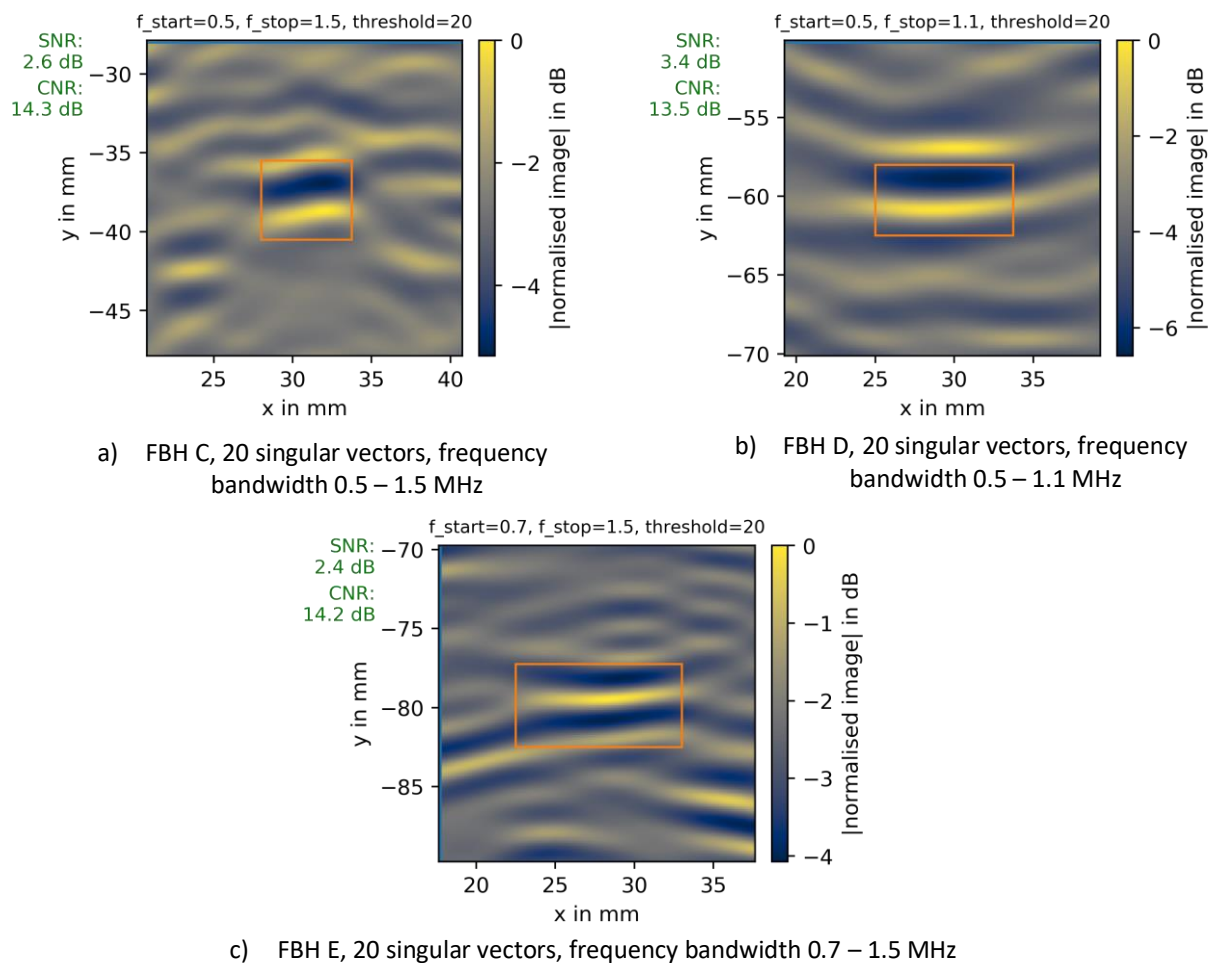 f_start=0.5, f_stop=1.5, threshold=20
SNR:
2.6 dB
CNR:
14.3 dB
−30
−35
−40
−45
y in mm
25
30
35
40
x in mm
0
−2
−4
|normalised image| in dB
a) FBH C, 20 singular vectors, frequency
bandwidth 0.5 – 1.5 MHz
f_start=0.5, f_stop=1.1, threshold=20
SNR:
3.4 dB
CNR:
13.5 dB
−55
−60
−65
−70
y in mm
20
25
30
35
x in mm
0
−2
−4
−6
|normalised image| in dB
b) FBH D, 20 singular vectors, frequency
bandwidth 0.5 – 1.1 MHz
f_start=0.7, f_stop=1.5, threshold=20
SNR:
2.4 dB
CNR:
14.2 dB
−70
−75
−80
−85
y in mm
20
25
30
35
x in mm
0
−1
−2
−3
−4
|normalised image| in dB
c) FBH E, 20 singular vectors, frequency bandwidth 0.7 – 1.5 MHz